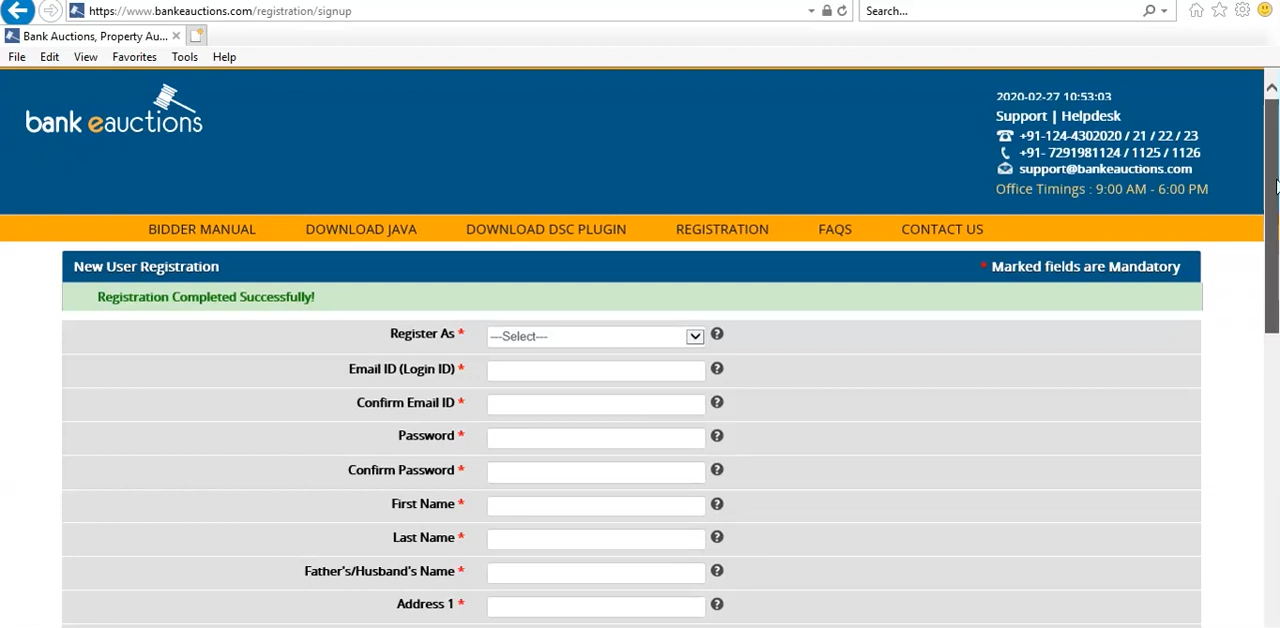 https://www.bankeauctions.com/registration/signup
Search...
Bank Auctions, Property Au...
File Edit View Favorites Tools Help
bank eauctions
2020-02-27 10:53:03
Support | Helpdesk
+91-124-4302020 / 21 / 22 / 23
+91- 7291981124 / 1125 / 1126
support@bankeauctions.com
Office Timings : 9:00 AM - 6:00 PM
BIDDER MANUAL DOWNLOAD JAVA DOWNLOAD DSC PLUGIN REGISTRATION FAQS CONTACT US
New User Registration * Marked fields are Mandatory
Registration Completed Successfully!
Register As * ---Select---
Email ID (Login ID) *
Confirm Email ID *
Password *
Confirm Password *
First Name *
Last Name *
Father's/Husband's Name *
Address 1 *